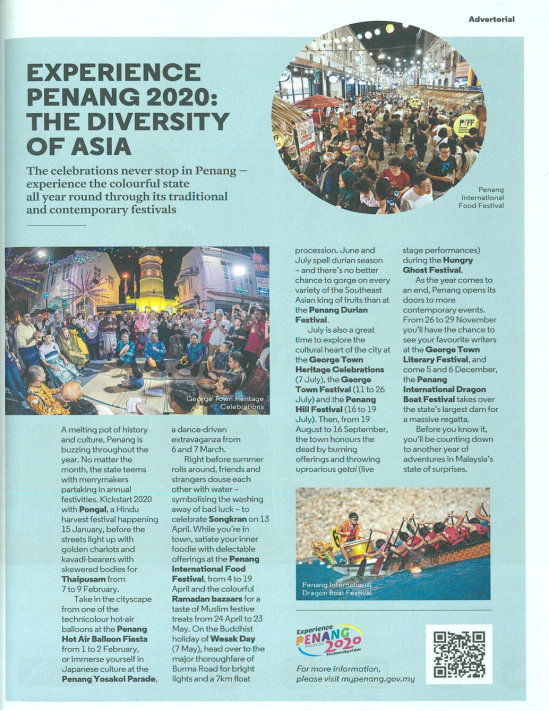 Advertorial
EXPERIENCE
PENANG 2020:
THE DIVERSITY
OF ASIA
The celebrations never stop in Penang –
experience the colourful state
all year round through its traditional
and contemporary festivals
PIFF
Penang
International
Food Festival
George Town Heritage
Celebrations
A melting pot of history
and culture, Penang is
buzzing throughout the
year. No matter the
month, the state teems
with merrymakers
partaking in annual
festivities. Kickstart 2020
with Pongal, a Hindu
harvest festival happening
15 January, before the
streets light up with
golden chariots and
kavadi-bearers with
skewered bodies for
Thaipusam from
7 to 9 February.
Take in the cityscape
from one of the
technicolour hot-air
balloons at the Penang
Hot Air Balloon Fiesta
from 1 to 2 February,
or immerse yourself in
Japanese culture at the
Penang Yosakoi Parade,
a dance-driven
extravaganza from
6 and 7 March.
Right before summer
rolls around, friends and
strangers douse each
other with water –
symbolising the washing
away of bad luck – to
celebrate Songkran on 13
April. While you're in
town, satiate your inner
foodie with delectable
offerings at the Penang
International Food
Festival, from 4 to 19
April and the colourful
Ramadan bazaars for a
taste of Muslim festive
treats from 24 April to 23
May. On the Buddhist
holiday of Wesak Day
(7 May), head over to the
major thoroughfare of
Burma Road for bright
lights and a 7km float
procession. June and
July spell durian season
– and there's no better
chance to gorge on every
variety of the Southeast
Asian king of fruits than at
the Penang Durian
Festival.
July is also a great
time to explore the
cultural heart of the city at
the George Town
Heritage Celebrations
(7 July), the George
Town Festival (11 to 26
July) and the Penang
Hill Festival (16 to 19
July). Then, from 19
August to 16 September,
the town honours the
dead by burning
offerings and throwing
uproarious getai (live
stage performances)
during the Hungry
Ghost Festival.
As the year comes to
an end, Penang opens its
doors to more
contemporary events.
From 26 to 29 November
you'll have the chance to
see your favourite writers
at the George Town
Literary Festival, and
come 5 and 6 December,
the Penang
International Dragon
Boat Festival takes over
the state's largest dam for
a massive regatta.
Before you know it,
you'll be counting down
to another year of
adventures in Malaysia's
state of surprises.
Penang International
Dragon Boat Festival
Experience
PENANG
2020
The Diversity of Asia
For more information,
please visit mypenang.gov.my